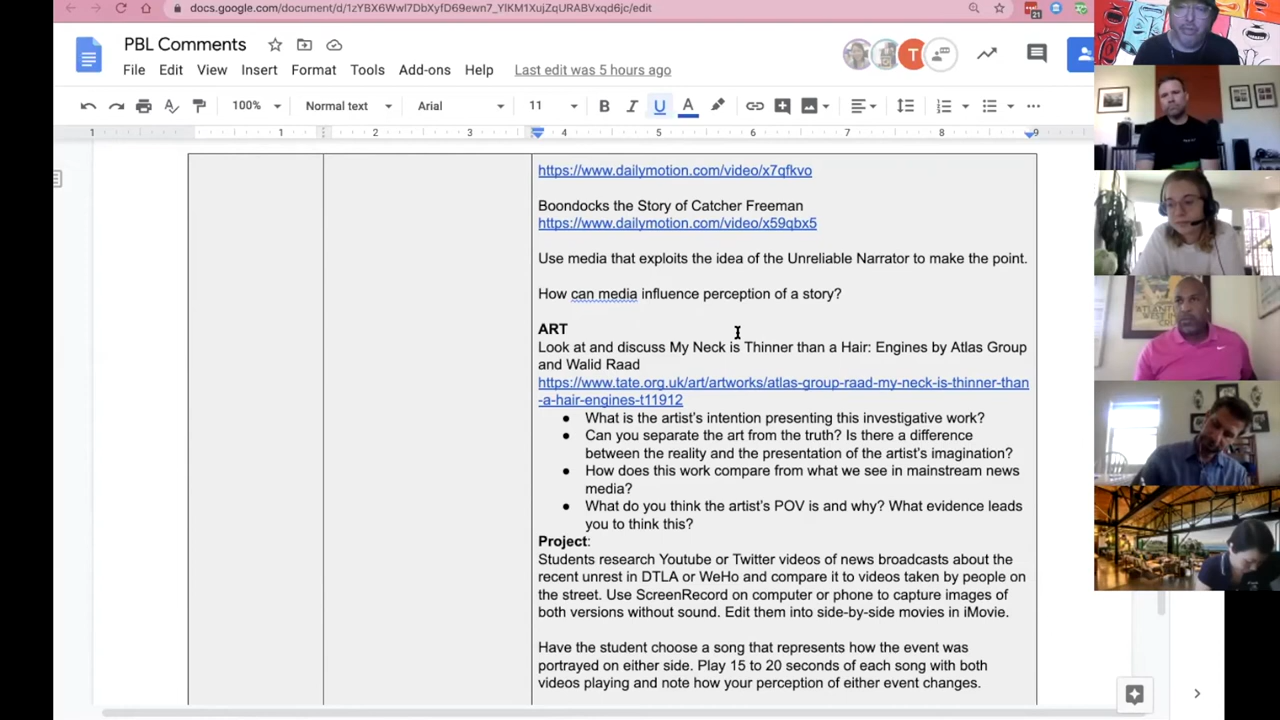 docs.google.com/document/d/1zYBX6Wwl7DbXyfD69ewn7_YlKM1XujZqURABVxqd6jc/edit
21
PBL Comments
File Edit View Insert Format Tools Add-ons Help Last edit was 5 hours ago
T
100% Normal text Arial 11 B I U A
1 1 2 3 4 5 6 7 8 9
https://www.dailymotion.com/video/x7qfkvo
Boondocks the Story of Catcher Freeman
https://www.dailymotion.com/video/x59qbx5
Use media that exploits the idea of the Unreliable Narrator to make the point.
How can media influence perception of a story?
ART
Look at and discuss My Neck is Thinner than a Hair: Engines by Atlas Group
and Walid Raad
https://www.tate.org.uk/art/artworks/atlas-group-raad-my-neck-is-thinner-than
-a-hair-engines-t11912
● What is the artist's intention presenting this investigative work?
● Can you separate the art from the truth? Is there a difference
between the reality and the presentation of the artist's imagination?
● How does this work compare from what we see in mainstream news
media?
● What do you think the artist's POV is and why? What evidence leads
you to think this?
Project:
Students research Youtube or Twitter videos of news broadcasts about the
recent unrest in DTLA or WeHo and compare it to videos taken by people on
the street. Use ScreenRecord on computer or phone to capture images of
both versions without sound. Edit them into side-by-side movies in iMovie.
Have the student choose a song that represents how the event was
portrayed on either side. Play 15 to 20 seconds of each song with both
videos playing and note how your perception of either event changes.